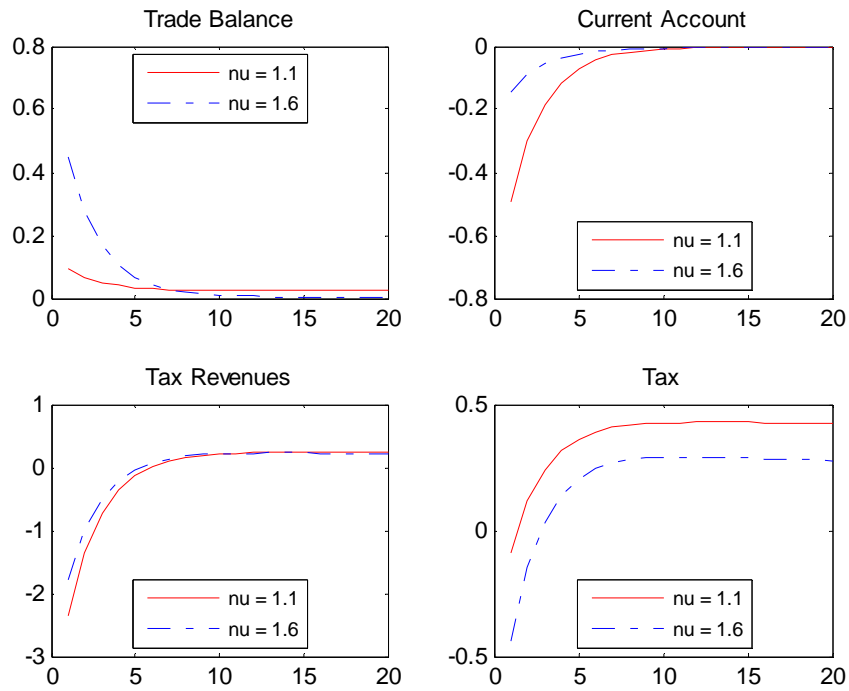 Trade Balance
0.8
0.6
0.4
0.2
0
0 5 10 15 20
nu = 1.1
nu = 1.6
Current Account
0
-0.2
-0.4
-0.6
-0.8
0 5 10 15 20
nu = 1.1
nu = 1.6
Tax Revenues
1
0
-1
-2
-3
0 5 10 15 20
nu = 1.1
nu = 1.6
Tax
0.5
0
-0.5
0 5 10 15 20
nu = 1.1
nu = 1.6